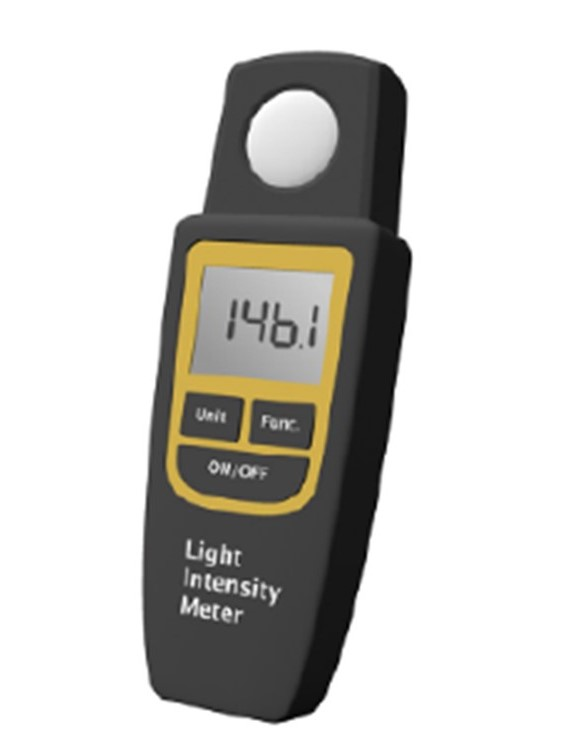 146.1
Unit Func.
ON/OFF
Light
Intensity
Meter